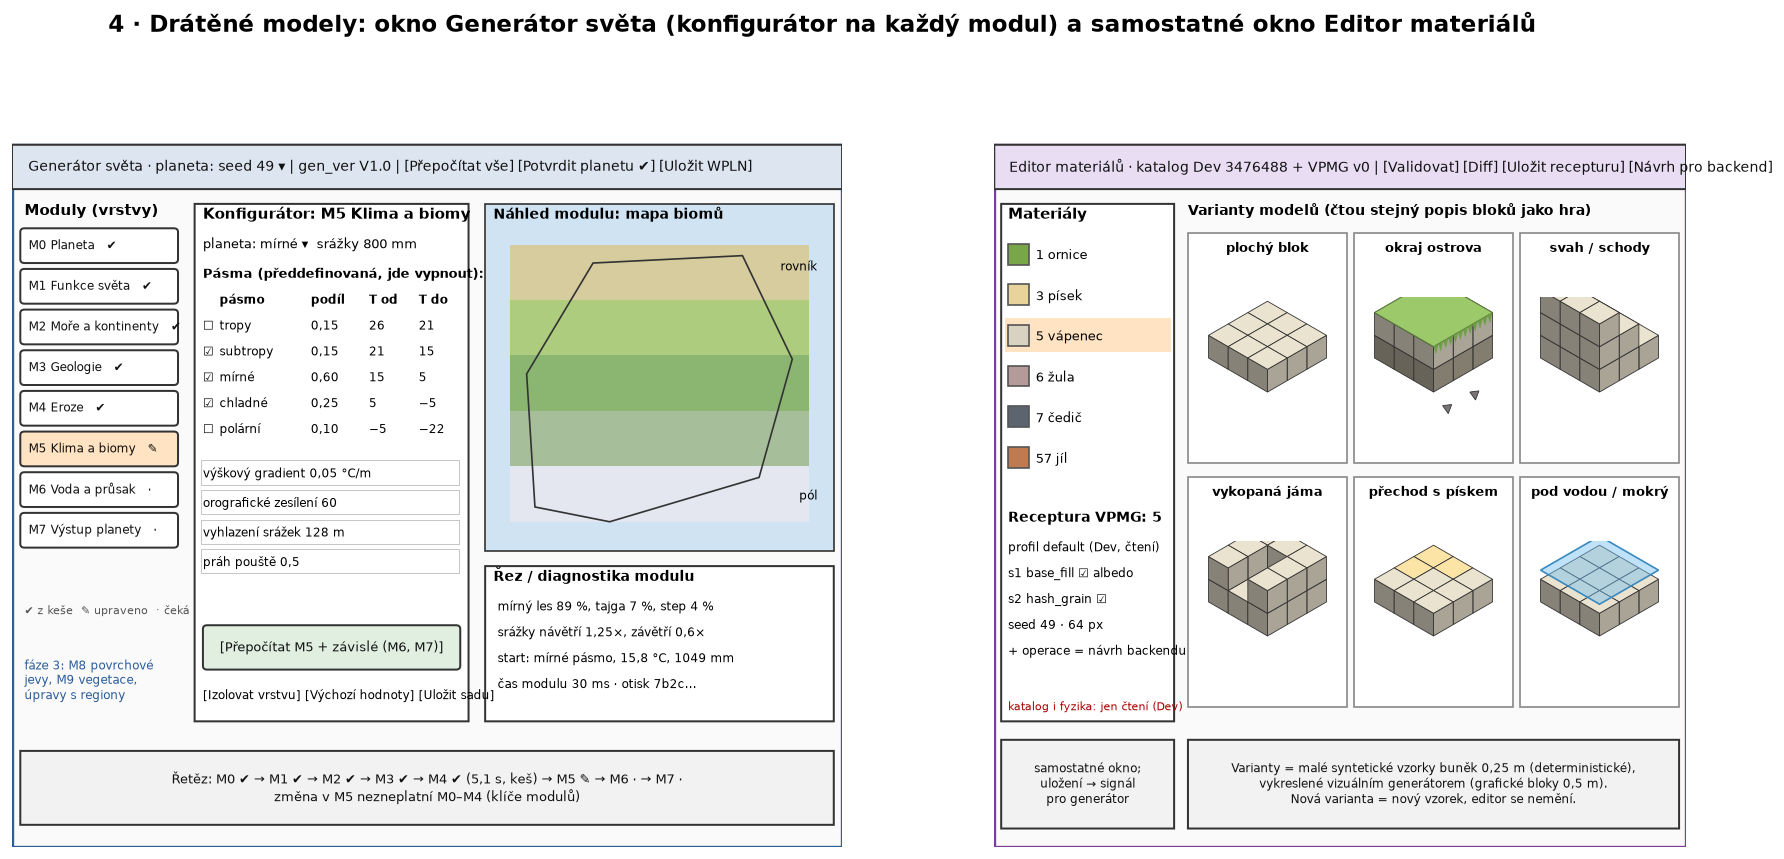 4 · Drátěné modely: okno Generátor světa (konfigurátor na každý modul) a samostatné okno Editor materiálů
Generátor světa · planeta: seed 49 ▾ | gen_ver V1.0 | [Přepočítat vše] [Potvrdit planetu ✔] [Uložit WPLN]
Moduly (vrstvy)
M0 Planeta ✔
M1 Funkce světa ✔
M2 Moře a kontinenty ✔
M3 Geologie ✔
M4 Eroze ✔
M5 Klima a biomy ✎
M6 Voda a průsak ·
M7 Výstup planety ·
✔ z keše ✎ upraveno · čeká
fáze 3: M8 povrchové
jevy, M9 vegetace,
úpravy s regiony
Konfigurátor: M5 Klima a biomy
planeta: mírné ▾ srážky 800 mm
Pásma (předdefinovaná, jde vypnout):
pásmo podíl T od T do
☐ tropy 0,15 26 21
☑ subtropy 0,15 21 15
☑ mírné 0,60 15 5
☑ chladné 0,25 5 −5
☐ polární 0,10 −5 −22
výškový gradient 0,05 °C/m
orografické zesílení 60
vyhlazení srážek 128 m
práh pouště 0,5
[Přepočítat M5 + závislé (M6, M7)]
[Izolovat vrstvu] [Výchozí hodnoty] [Uložit sadu]
Náhled modulu: mapa biomů
rovník
pól
Řez / diagnostika modulu
mírný les 89 %, tajga 7 %, step 4 %
srážky návětří 1,25×, závětří 0,6×
start: mírné pásmo, 15,8 °C, 1049 mm
čas modulu 30 ms · otisk 7b2c…
Řetěz: M0 ✔ → M1 ✔ → M2 ✔ → M3 ✔ → M4 ✔ (5,1 s, keš) → M5 ✎ → M6 · → M7 ·
změna v M5 nezneplatní M0–M4 (klíče modulů)
Editor materiálů · katalog Dev 3476488 + VPMG v0 | [Validovat] [Diff] [Uložit recepturu] [Návrh pro backend]
Materiály
1 ornice
3 písek
5 vápenec
6 žula
7 čedič
57 jíl
Receptura VPMG: 5
profil default (Dev, čtení)
s1 base_fill ☑ albedo
s2 hash_grain ☑
seed 49 · 64 px
+ operace = návrh backendu
katalog i fyzika: jen čtení (Dev)
Varianty modelů (čtou stejný popis bloků jako hra)
plochý blok
okraj ostrova
svah / schody
vykopaná jáma
přechod s pískem
pod vodou / mokrý
samostatné okno;
uložení → signál
pro generátor
Varianty = malé syntetické vzorky buněk 0,25 m (deterministické),
vykreslené vizuálním generátorem (grafické bloky 0,5 m).
Nová varianta = nový vzorek, editor se nemění.